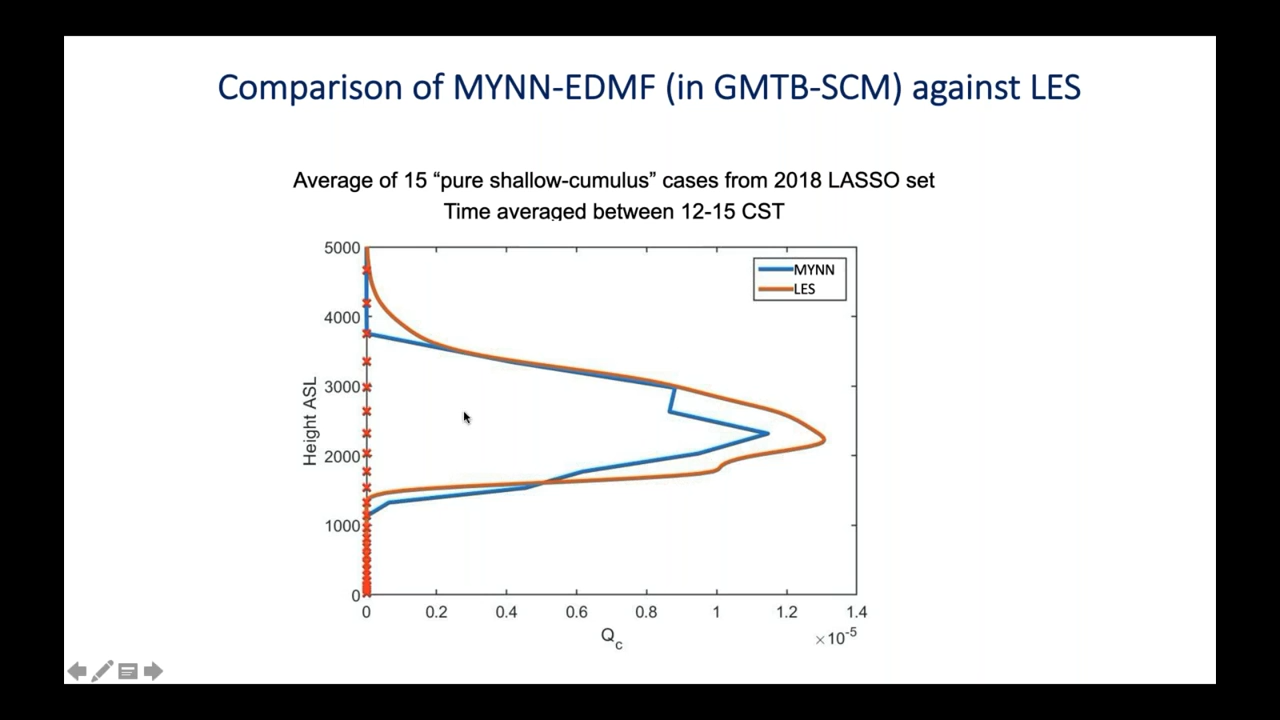 Comparison of MYNN-EDMF (in GMTB-SCM) against LES
Average of 15 “pure shallow-cumulus” cases from 2018 LASSO set
Time averaged between 12-15 CST
5000
4000
3000
2000
1000
0
Height ASL
MYNN
LES
0 0.2 0.4 0.6 0.8 1 1.2 1.4
Qc
×10-5